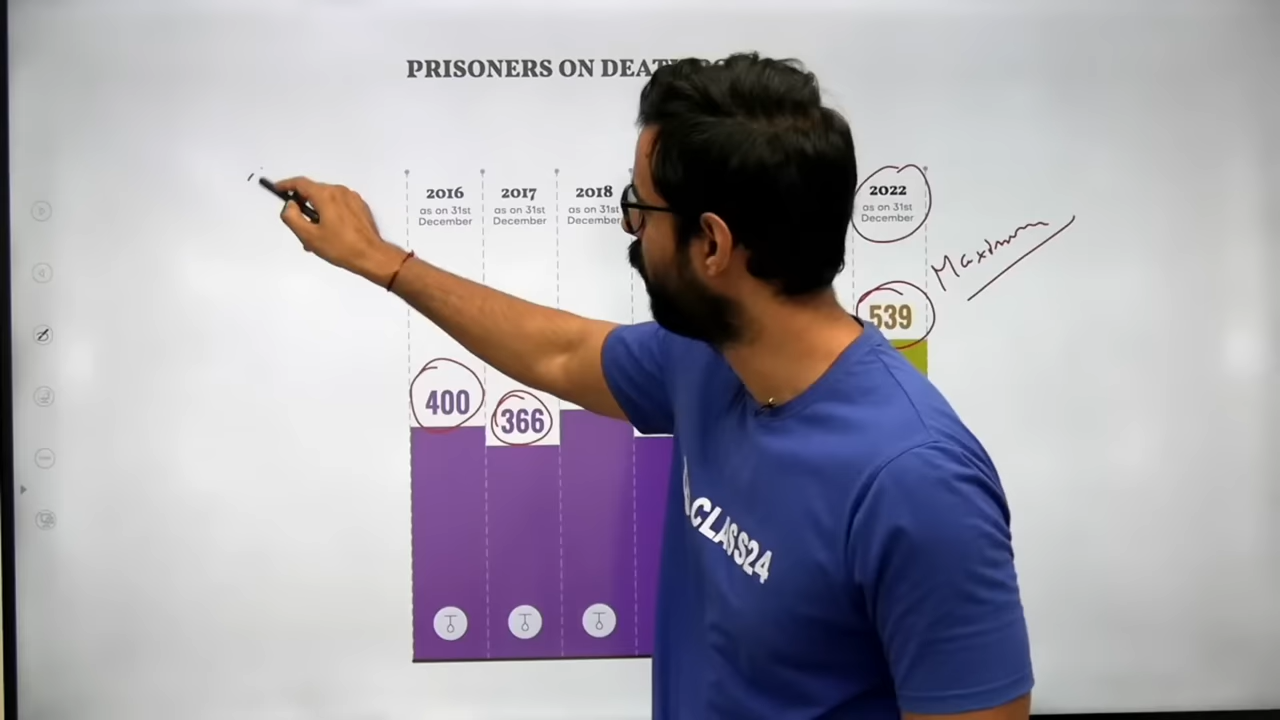 PRISONERS ON DEATH
2016 2017 2018 2022
as on 31st as on 31st as on 31st as on 31st
December December December December
Maximum
539
400
366
CLASS24